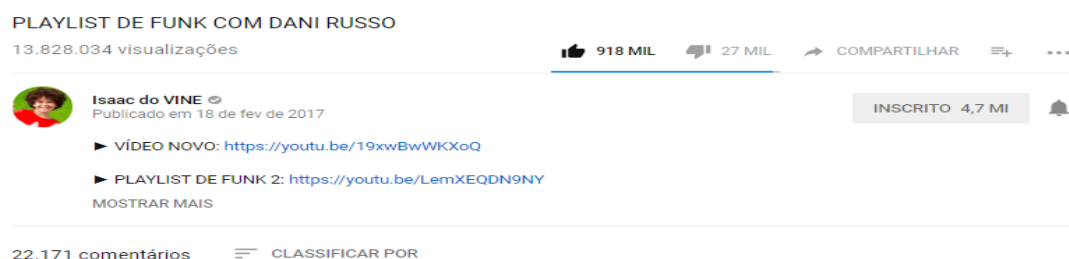 PLAYLIST DE FUNK COM DANI RUSSO
13.828.034 visualizações
918 MIL 27 MIL COMPARTILHAR
Isaac do VINE
Publicado em 18 de fev de 2017
INSCRITO 4,7 MI
► VÍDEO NOVO: https://youtu.be/19xwBwWKXoQ
► PLAYLIST DE FUNK 2: https://youtu.be/LemXEQDN9NY
MOSTRAR MAIS
22.171 comentários CLASSIFICAR POR